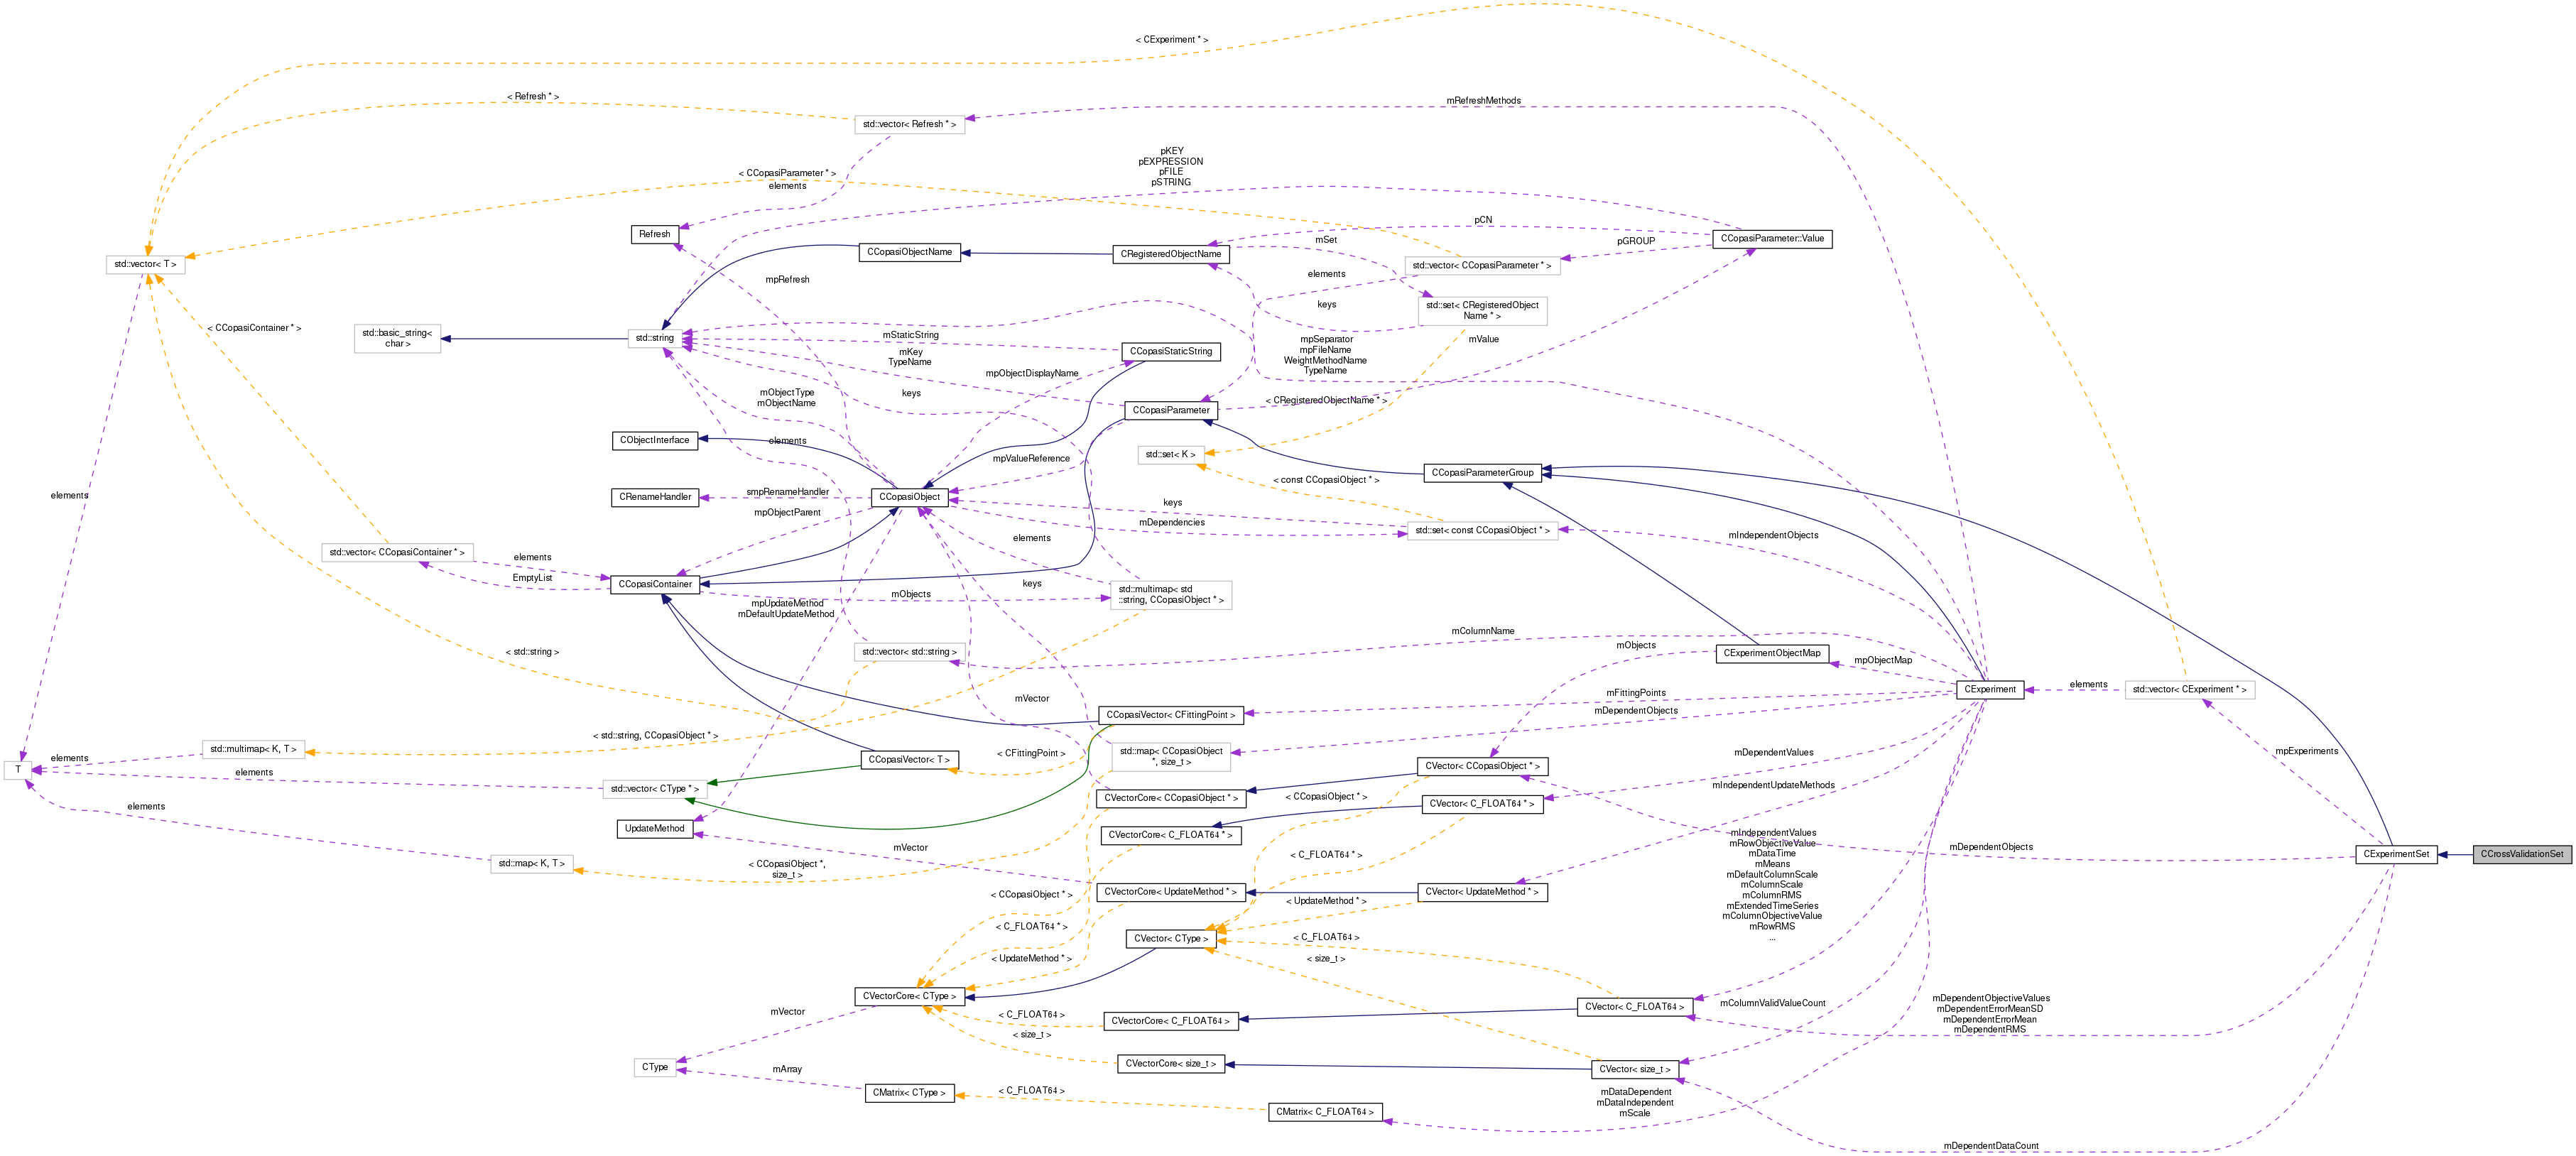 < CExperiment * >
< Refresh * >
mRefreshMethods
std::vector< Refresh * >
pKEY
pEXPRESSION
pFILE
pSTRING
< CCopasiParameter * >
elements
pCN
Refresh
CCopasiParameter::Value
mSet
pGROUP
CCopasiObjectName
CRegisteredObjectName
std::vector< T >
std::vector< CCopasiParameter * >
mpRefresh
elements
keys
std::set< CRegisteredObject
Name * >
< CCopasiContainer * >
std::basic_string<
char >
std::string
mStaticString
mpSeparator
mpFileName
WeightMethodName
TypeName
mValue
mKey
TypeName
CCopasiStaticString
mpObjectDisplayName
mObjectType
mObjectName
keys
< CRegisteredObjectName * >
CCopasiParameter
CObjectInterface
elements
mpValueReference
std::set< K >
CCopasiParameterGroup
< const CCopasiObject * >
CRenameHandler
smpRenameHandler
CCopasiObject
keys
elements
mpObjectParent
mDependencies
std::set< const CCopasiObject * >
mIndependentObjects
std::vector< CCopasiContainer * >
elements
elements
EmptyList
CCopasiContainer
keys
mObjects
std::multimap< std
::string, CCopasiObject * >
mpUpdateMethod
mDefaultUpdateMethod
mColumnName
< std::string >
std::vector< std::string >
mObjects
CExperimentObjectMap
mpObjectMap
mVector
mFittingPoints
CExperiment
elements
std::vector< CExperiment * >
CCopasiVector< CFittingPoint >
mDependentObjects
< std::string, CCopasiObject * >
std::multimap< K, T >
elements
< CFittingPoint >
std::map< CCopasiObject
*, size_t >
mDependentValues
mpExperiments
T
elements
CCopasiVector< T >
CVector< CCopasiObject * >
std::vector< CType * >
mIndependentUpdateMethods
CVectorCore< CCopasiObject * >
< CCopasiObject * >
CVector< C_FLOAT64 * >
elements
UpdateMethod
CVectorCore< C_FLOAT64 * >
mVector
< C_FLOAT64 * >
mIndependentValues
mRowObjectiveValue
mDataTime
mMeans
mDefaultColumnScale
mColumnScale
mColumnRMS
mExtendedTimeSeries
mColumnObjectiveValue
mRowRMS
...
mDependentObjects
CExperimentSet
CCrossValidationSet
std::map< K, T >
< CCopasiObject *,
size_t >
< CCopasiObject * >
CVectorCore< UpdateMethod * >
CVector< UpdateMethod * >
< UpdateMethod * >
< C_FLOAT64 * >
CVector< CType >
< C_FLOAT64 >
< UpdateMethod * >
< size_t >
CVectorCore< CType >
mVector
< C_FLOAT64 >
CVectorCore< C_FLOAT64 >
CVector< C_FLOAT64 >
mColumnValidValueCount
mDependentObjectiveValues
mDependentErrorMeanSD
mDependentErrorMean
mDependentRMS
< size_t >
CType
mArray
CVectorCore< size_t >
CVector< size_t >
CMatrix< CType >
< C_FLOAT64 >
CMatrix< C_FLOAT64 >
mDataDependent
mDataIndependent
mScale
mDependentDataCount